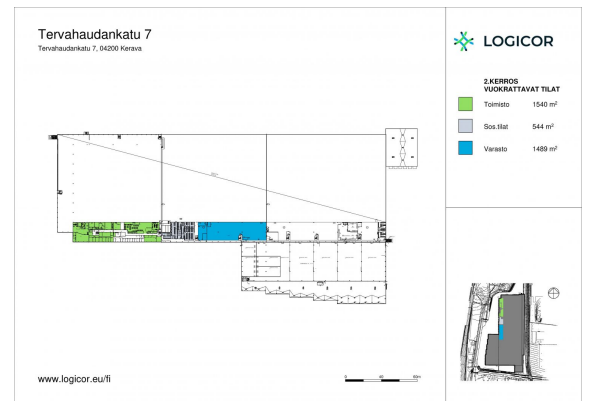 Tervahaudankatu 7
Tervahaudankatu 7, 04200 Kerava
LOGICOR
2.KERROS
VUOKRATTAVAT TILAT
Toimisto 1540 m²
Sos.tilat 544 m²
Varasto 1489 m²
www.logicor.eu/fi
0 40 80m